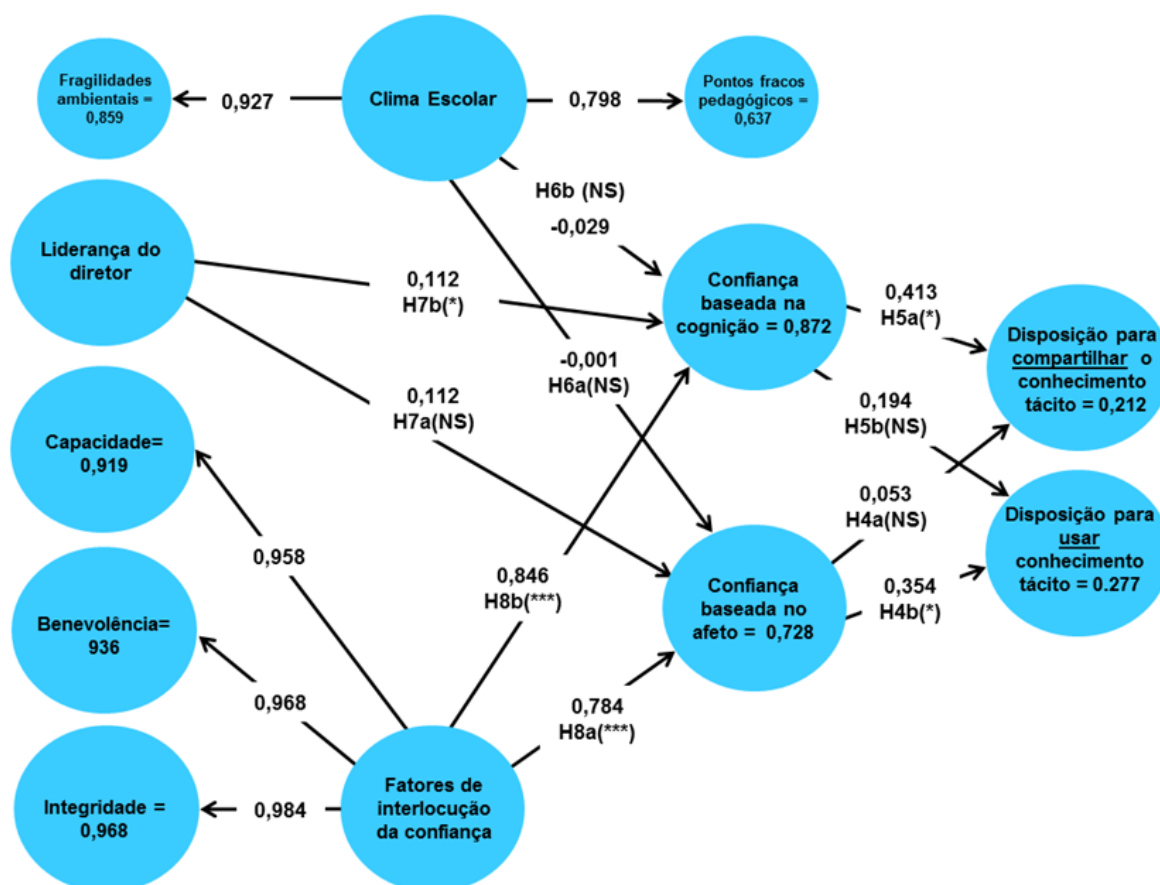 Fragilidades
ambientais =
0,859
0,927
Clima Escolar
0,798
Pontos fracos
pedagógicos =
0,637
H6b (NS)
-0,029
Liderança do
diretor
0,112
H7b(*)
Confiança
baseada na
cognição = 0,872
0,413
H5a(*)
Disposição para
compartilhar o
conhecimento
tácito = 0,212
-0,001
H6a(NS)
0,112
H7a(NS)
0,194
H5b(NS)
Capacidade=
0,919
0,053
H4a(NS)
Disposição para
usar
conhecimento
tácito = 0.277
0,958
0,846
H8b(***)
Confiança
baseada no
afeto = 0,728
0,354
H4b(*)
Benevolência=
936
0,968
0,784
H8a(***)
Integridade =
0,968
0,984
Fatores de
interlocução
da confiança